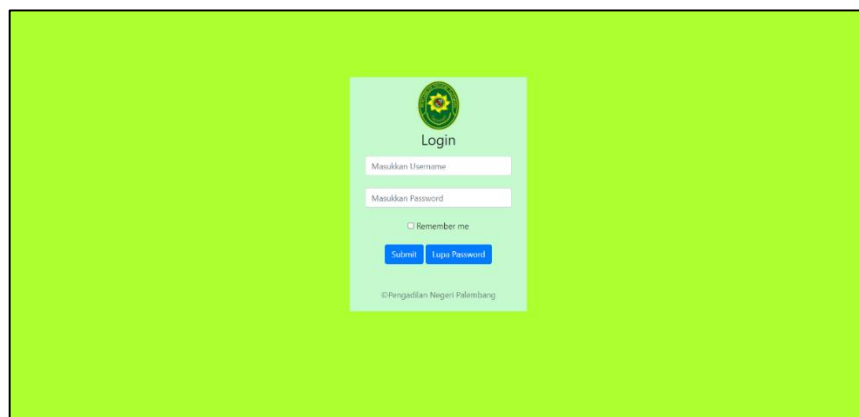 Login
Masukkan Username
Masukkan Password
Remember me
Submit Lupa Password
©Pengadilan Negeri Palembang